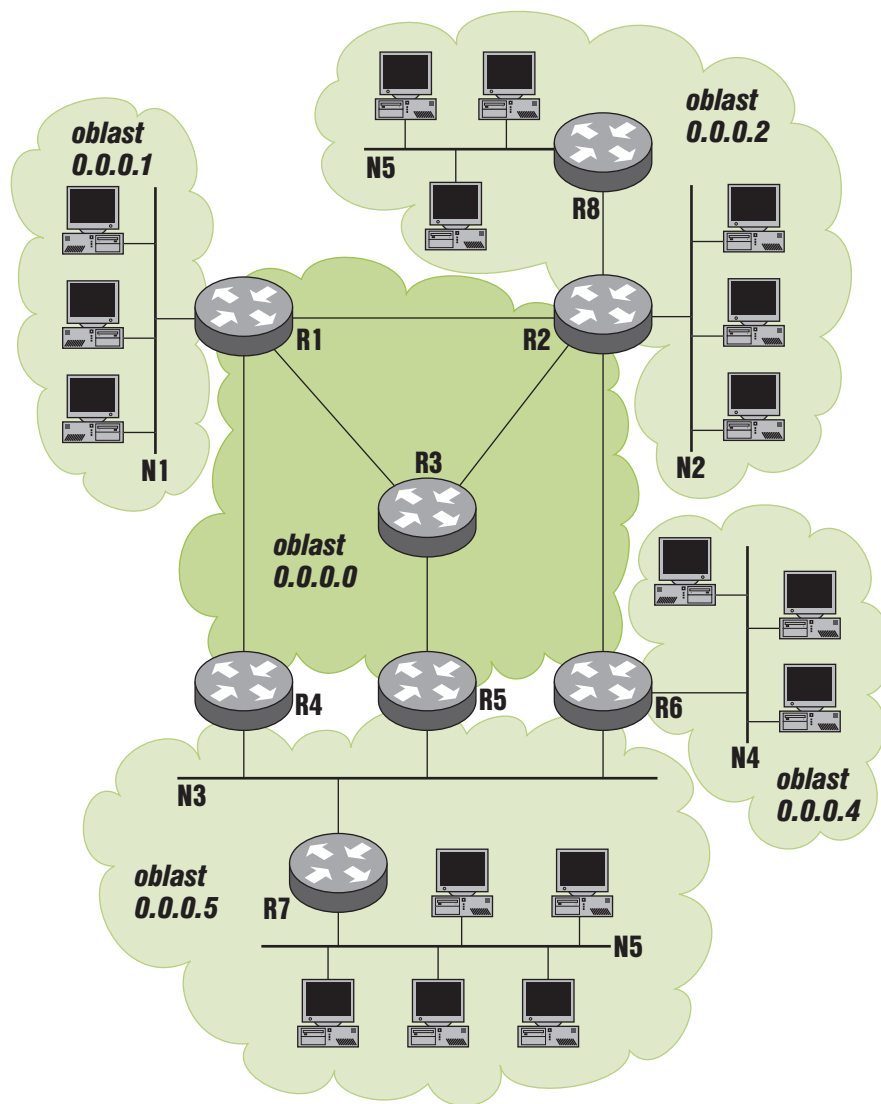 oblast
0.0.0.1
N1
oblast
0.0.0.2
N5
R8
R1
R2
N2
R3
oblast
0.0.0.0
R4
R5
R6
N4
oblast
0.0.0.4
N3
oblast
0.0.0.5
R7
N5